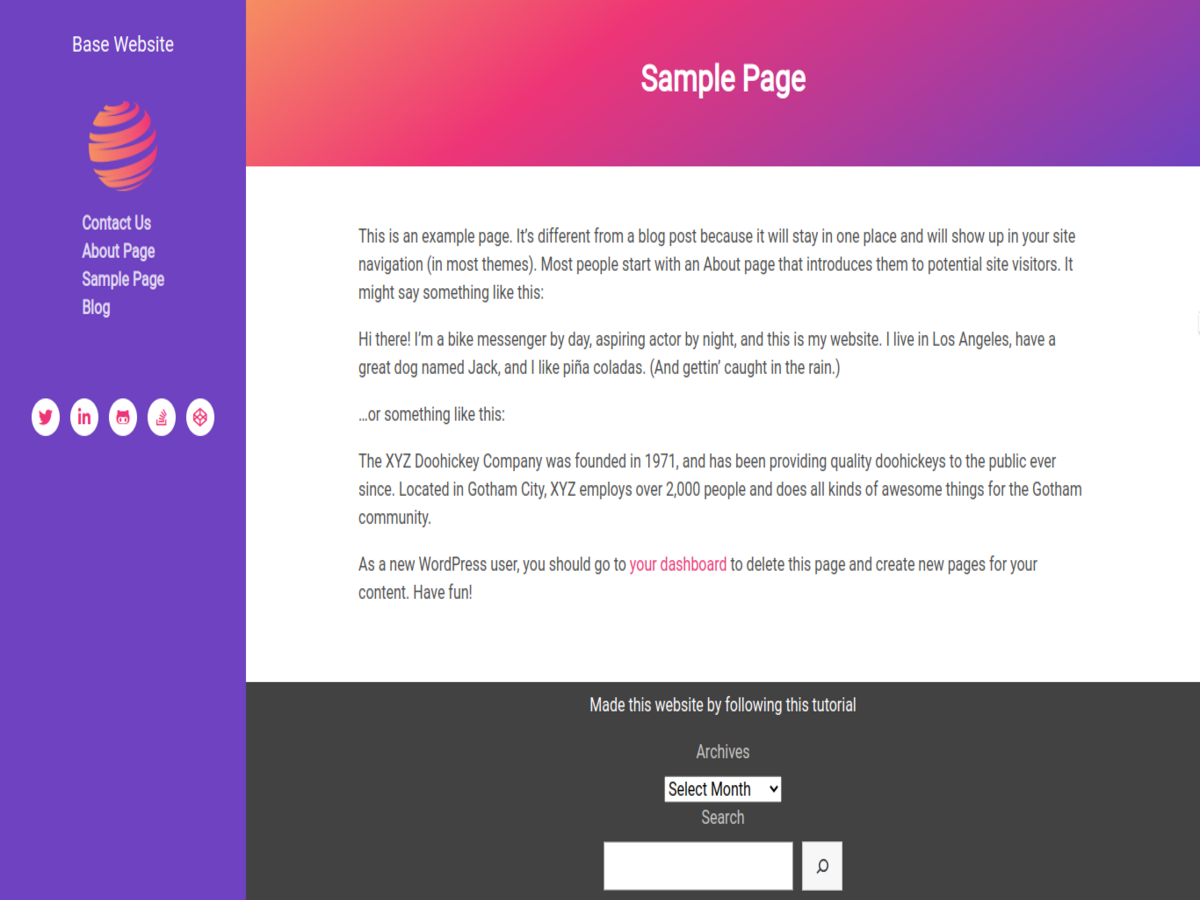 Base Website
Contact Us
About Page
Sample Page
Blog
Sample Page
This is an example page. It’s different from a blog post because it will stay in one place and will show up in your site
navigation (in most themes). Most people start with an About page that introduces them to potential site visitors. It
might say something like this:
Hi there! I’m a bike messenger by day, aspiring actor by night, and this is my website. I live in Los Angeles, have a
great dog named Jack, and I like piña coladas. (And gettin’ caught in the rain.)
…or something like this:
The XYZ Doohickey Company was founded in 1971, and has been providing quality doohickeys to the public ever
since. Located in Gotham City, XYZ employs over 2,000 people and does all kinds of awesome things for the Gotham
community.
As a new WordPress user, you should go to your dashboard to delete this page and create new pages for your
content. Have fun!
Made this website by following this tutorial
Archives
Select Month
Search